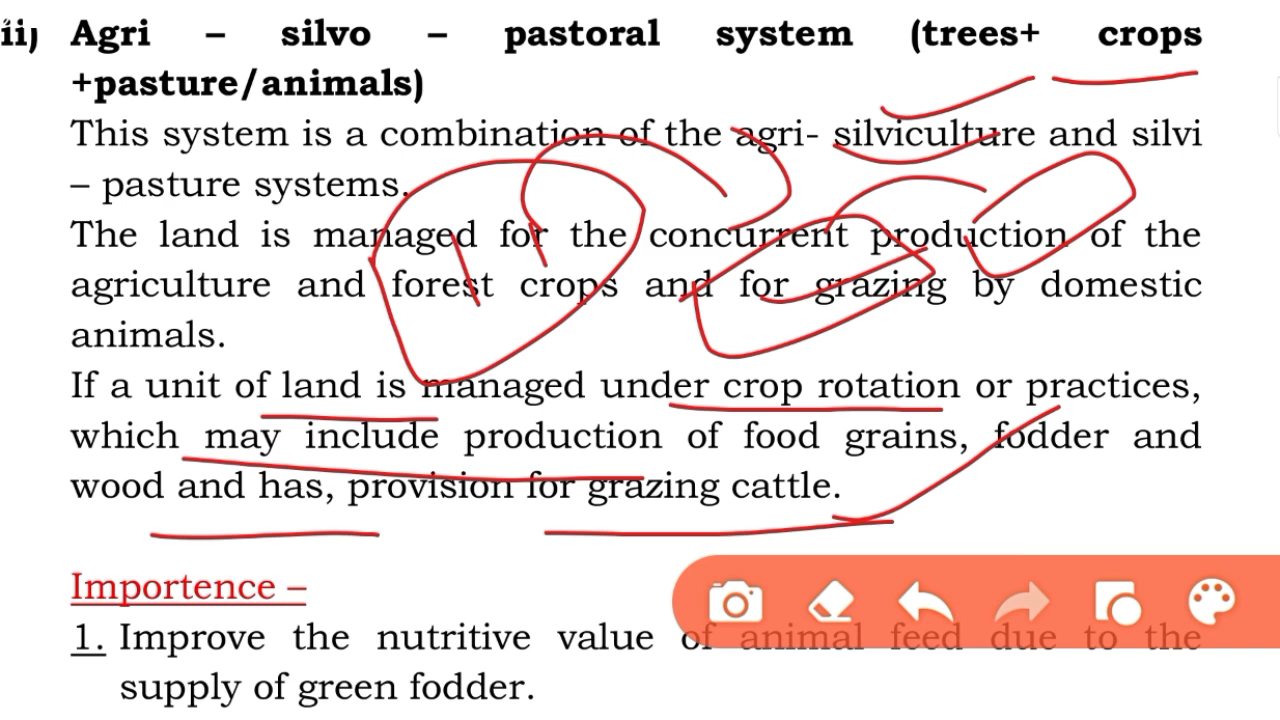 ii) Agri – silvo – pastoral system (trees+ crops
+pasture/animals)
This system is a combination of the agri- silviculture and silvi
– pasture systems.
The land is managed for the concurrent production of the
agriculture and forest crops and for grazing by domestic
animals.
If a unit of land is managed under crop rotation or practices,
which may include production of food grains, fodder and
wood and has, provision for grazing cattle.
Importence –
1. Improve the nutritive value of animal feed due to the
supply of green fodder.